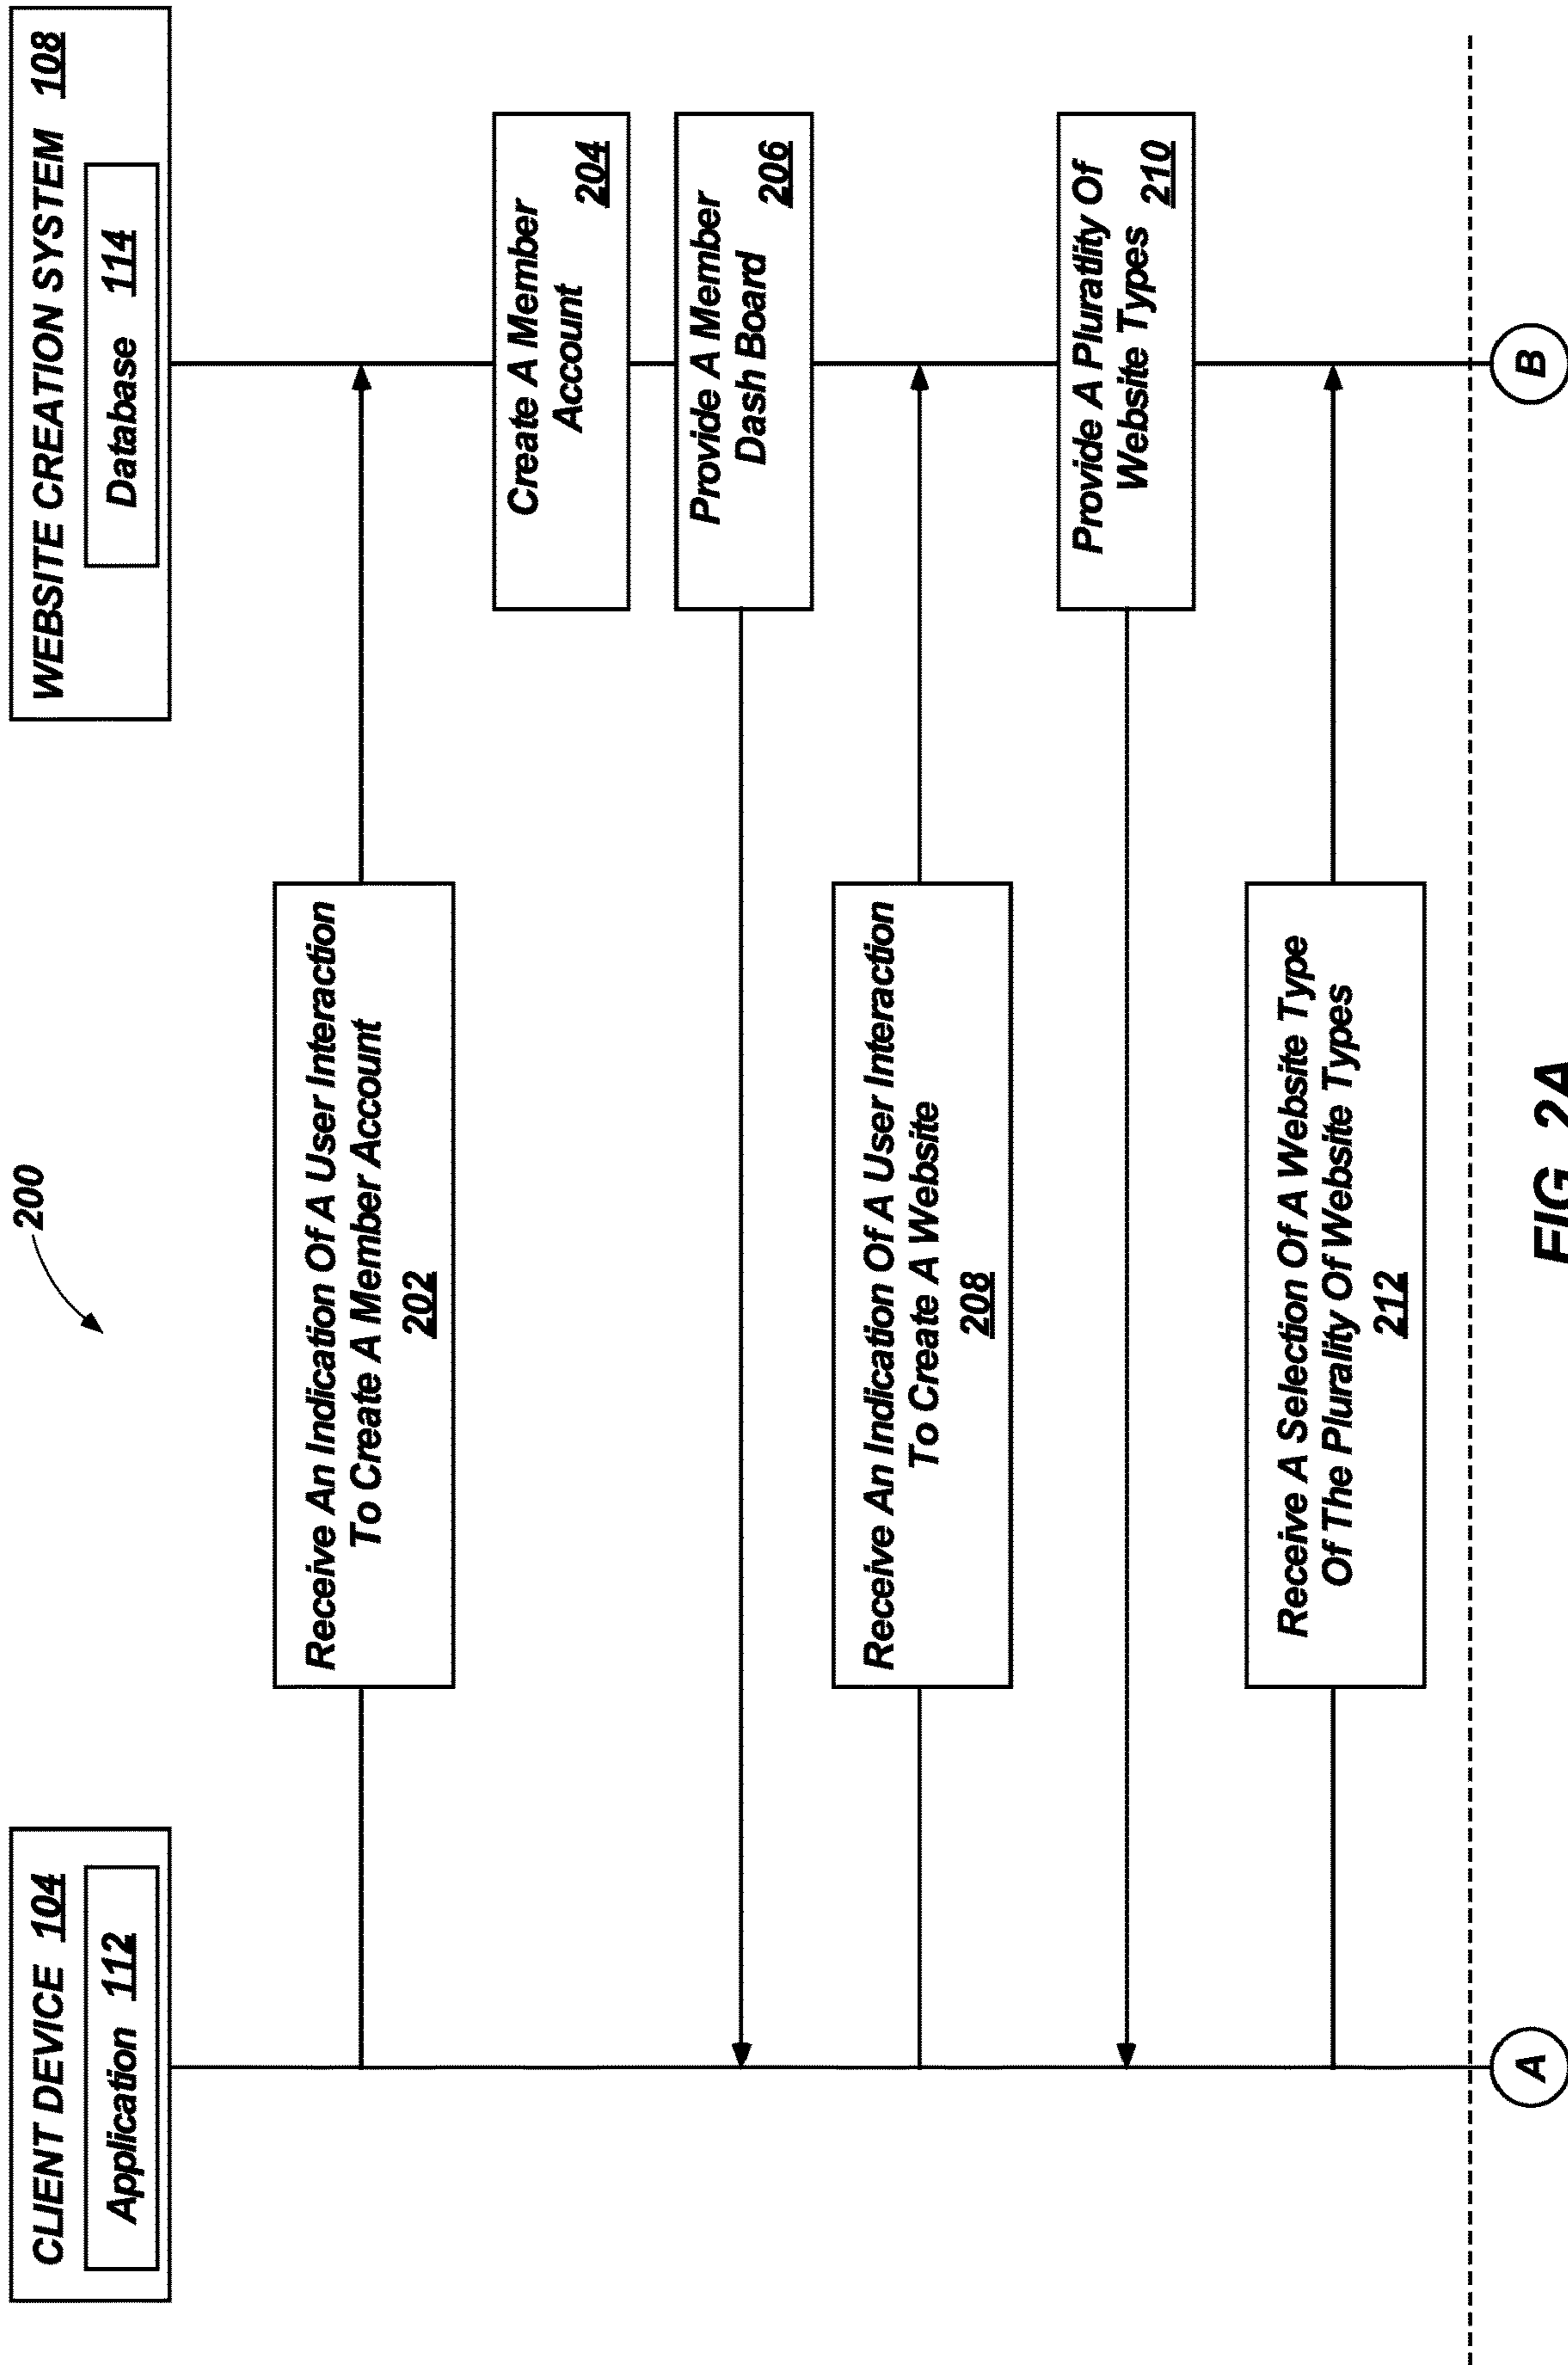 200
CLIENT DEVICE 104
Application 112
WEBSITE CREATION SYSTEM 108
Database 114
Receive An Indication Of A User Interaction
To Create A Member Account
202
Create A Member
Account
204
Provide A Member
Dash Board
206
Receive An Indication Of A User Interaction
To Create A Website
208
Provide A Pluratlity Of
Website Types
210
Receive A Selection Of A Website Type
Of The Plurality Of Website Types
212
A
B
FIG. 2A